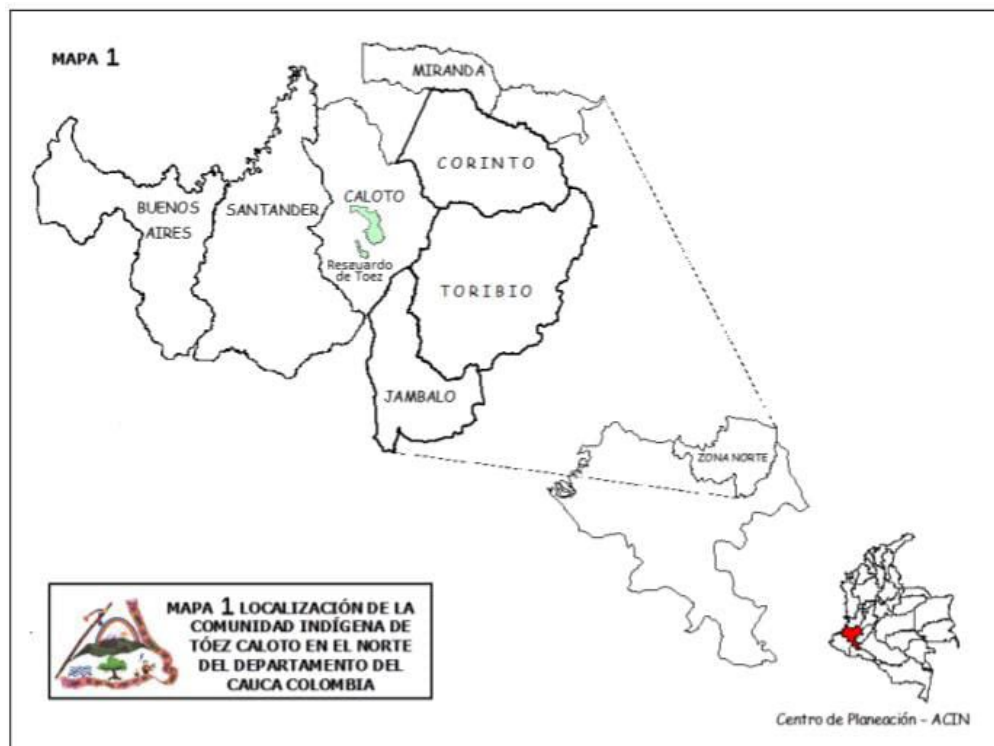 MAPA 1
MIRANDA
CORINTO
CALOTO
BUENOS
AIRES
SANTANDER
Resguardo
de Toez
TORIBIO
JAMBALO
ZONA NORTE
MAPA 1 LOCALIZACIÓN DE LA
COMUNIDAD INDÍGENA DE
TÓEZ CALOTO EN EL NORTE
DEL DEPARTAMENTO DEL
CAUCA COLOMBIA
Centro de Planeación - ACIN